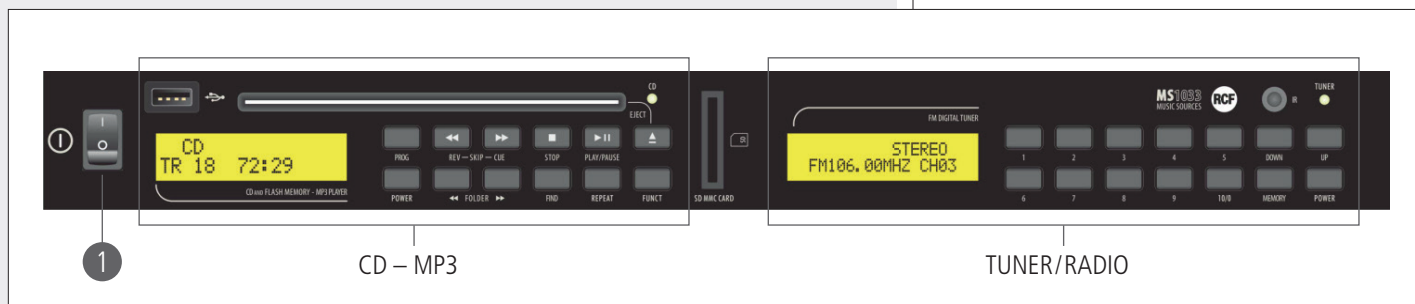 CD
EJECT
CD
TR 18 72:29
CD AND FLASH MEMORY - MP3 PLAYER
PROG
REV – SKIP – CUE
STOP
PLAY/PAUSE
POWER
FOLDER
FIND
REPEAT
FUNCT
SD MMC CARD
MS1033
MUSIC SOURCES
RCF
R
TUNER
FM DIGITAL TUNER
STEREO
FM106.00MHZ CH03
1 2 3 4 5 DOWN UP
6 7 8 9 10/0 MEMORY POWER
1
CD – MP3
TUNER/RADIO